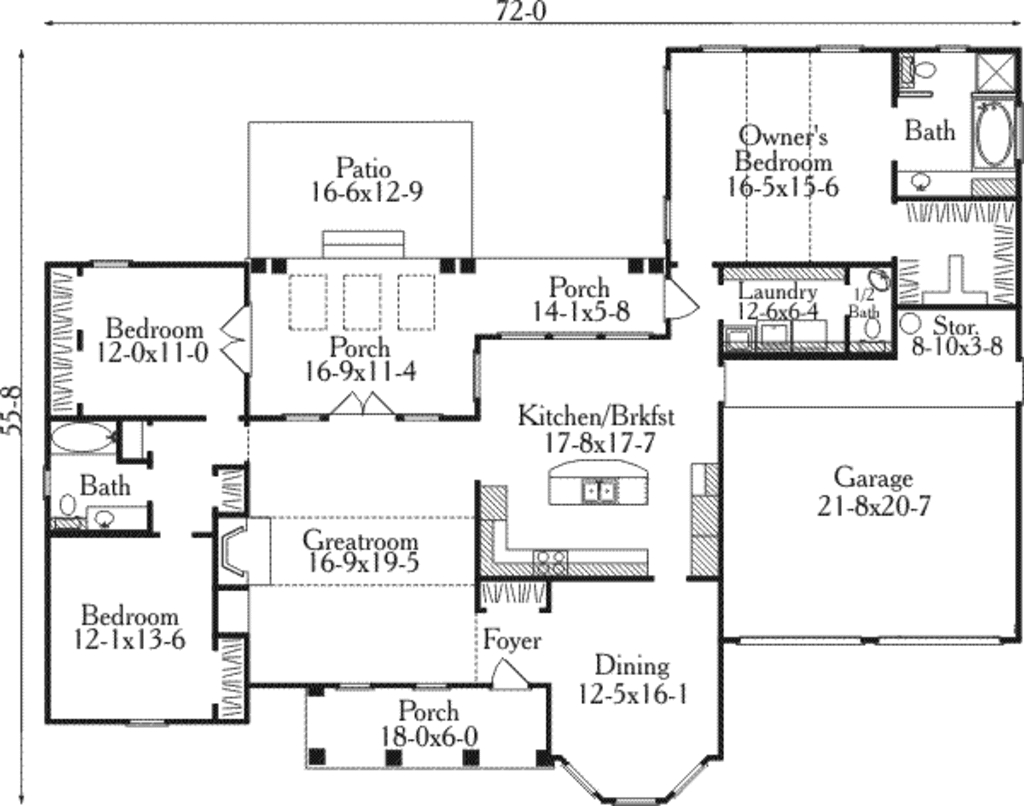 72-0
55-8
Patio
16-6x12-9
Owner's
Bedroom
16-5x15-6
Bath
Bedroom
12-0x11-0
Porch
16-9x11-4
Porch
14-1x5-8
Laundry
12-6x6-4
1/2
Bath
Stor.
8-10x3-8
Kitchen/Brkfst
17-8x17-7
Garage
21-8x20-7
Bath
Greatroom
16-9x19-5
Bedroom
12-1x13-6
Foyer
Dining
12-5x16-1
Porch
18-0x6-0